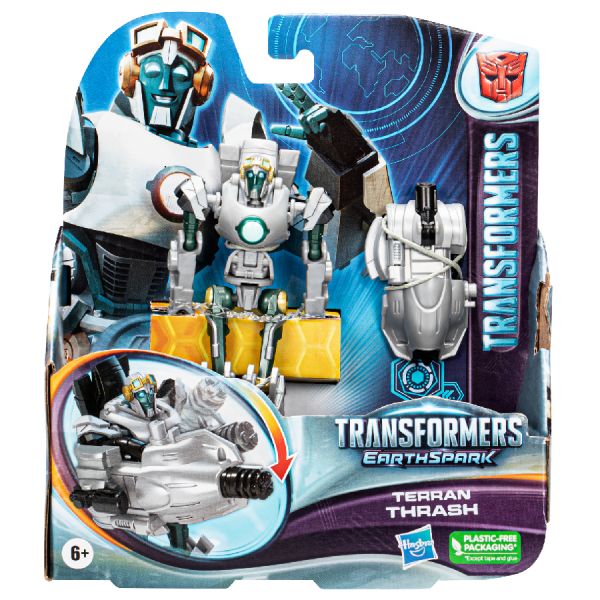 TRANSFORMERS
TRANSFORMERS
EARTHSPARK
TERRAN
THRASH
6+
Hasbro
PLASTIC-FREE
PACKAGING*
*Except tape and glue